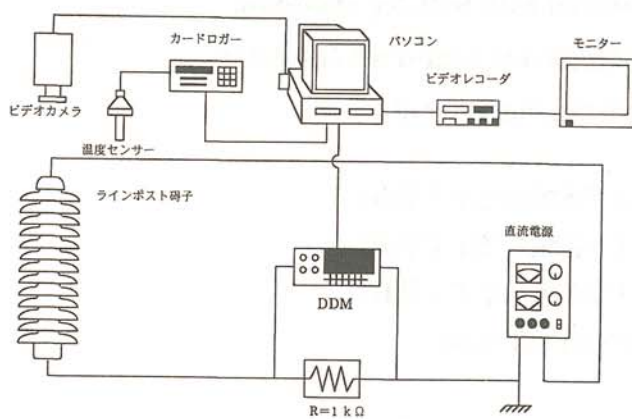 カードロガー
パソコン
モニター
ビデオレコーダ
ビデオカメラ
温度センサー
ラインポスト碍子
直流電源
DDM
R=1kΩ